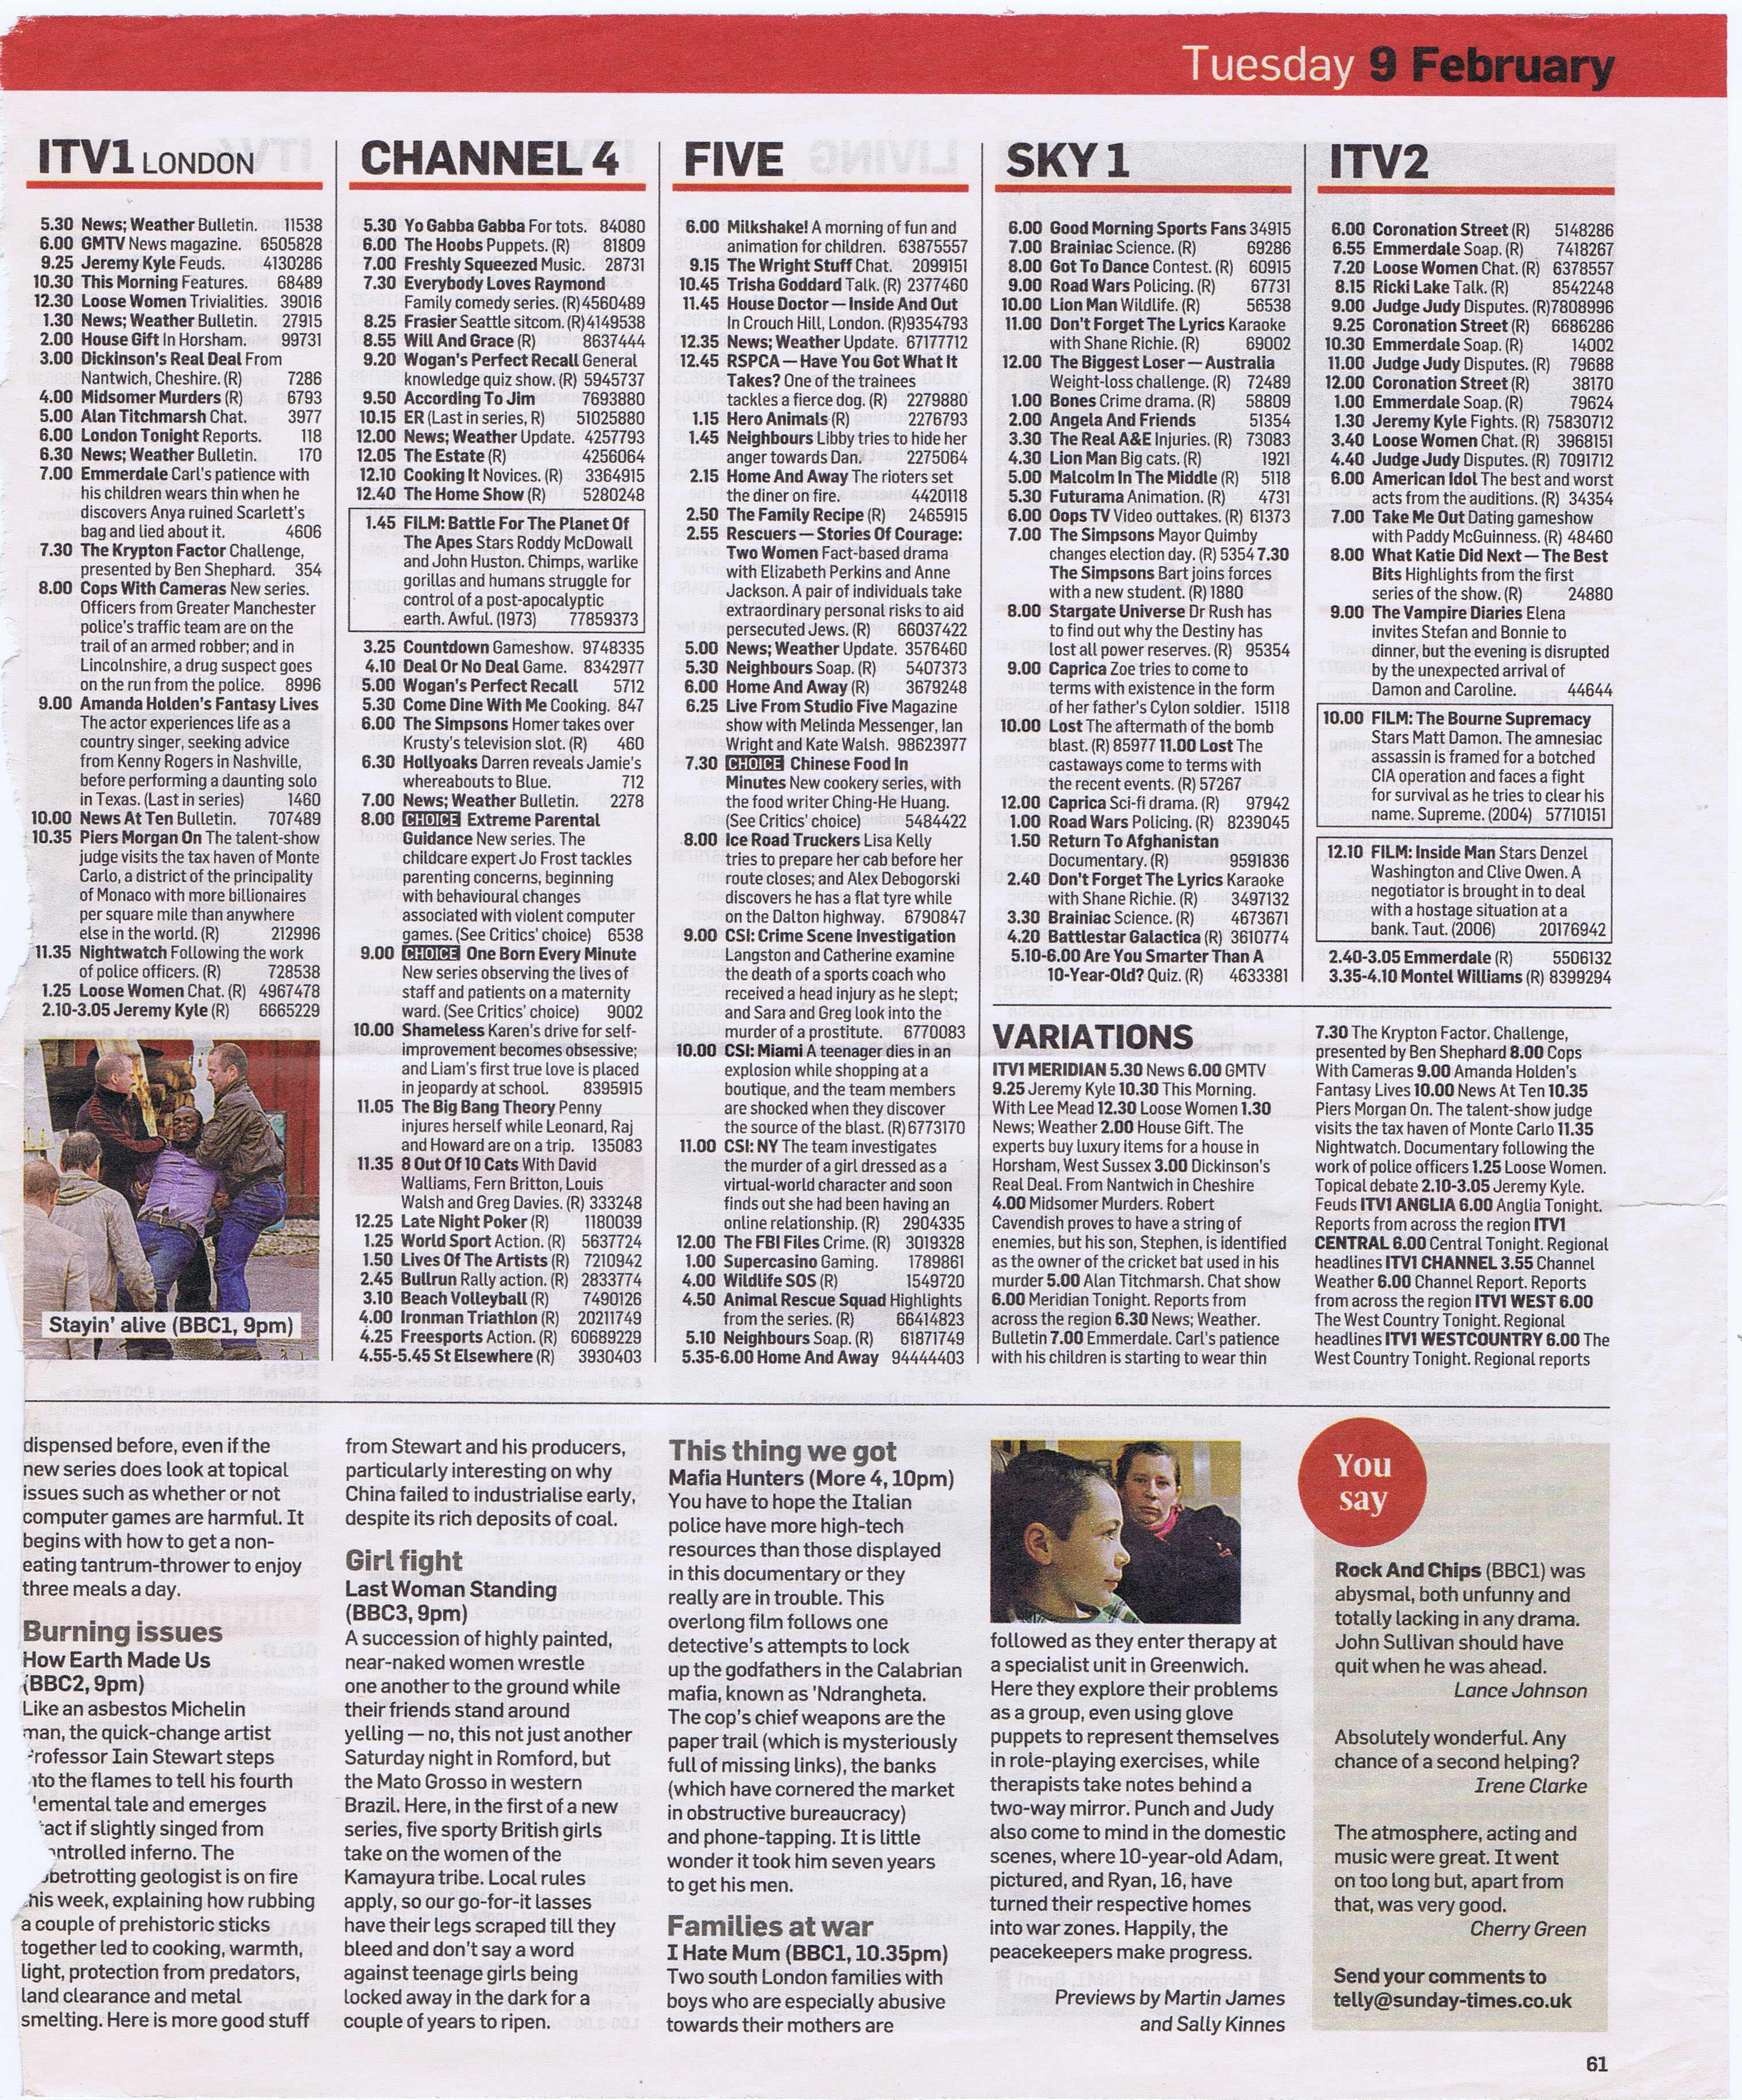 Tuesday 9 February
ITV1 LONDON
5.30 News; Weather Bulletin. 11538
6.00 GMTV News magazine. 6505828
9.25 Jeremy Kyle Feuds. 4130286
10.30 This Morning Features. 68489
12.30 Loose Women Trivialities. 39016
1.30 News; Weather Bulletin. 27915
2.00 House Gift In Horsham. 99731
3.00 Dickinson's Real Deal From
Nantwich, Cheshire. (R) 7286
4.00 Midsomer Murders (R) 6793
5.00 Alan Titchmarsh Chat. 3977
6.00 London Tonight Reports. 118
6.30 News; Weather Bulletin. 170
7.00 Emmerdale Carl's patience with
his children wears thin when he
discovers Anya ruined Scarlett's
bag and lied about it. 4606
7.30 The Krypton Factor Challenge,
presented by Ben Shephard. 354
8.00 Cops With Cameras New series.
Officers from Greater Manchester
police's traffic team are on the
trail of an armed robber; and in
Lincolnshire, a drug suspect goes
on the run from the police. 8996
9.00 Amanda Holden's Fantasy Lives
The actor experiences life as a
country singer, seeking advice
from Kenny Rogers in Nashville,
before performing a daunting solo
in Texas. (Last in series) 1460
10.00 News At Ten Bulletin. 707489
10.35 Piers Morgan On The talent-show
judge visits the tax haven of Monte
Carlo, a district of the principality
of Monaco with more billionaires
per square mile than anywhere
else in the world. (R) 212996
11.35 Nightwatch Following the work
of police officers. (R) 728538
1.25 Loose Women Chat. (R) 4967478
2.10-3.05 Jeremy Kyle (R) 6665229
Stayin' alive (BBC1, 9pm)
CHANNEL 4
5.30 Yo Gabba Gabba For tots. 84080
6.00 The Hoobs Puppets. (R) 81809
7.00 Freshly Squeezed Music. 28731
7.30 Everybody Loves Raymond
Family comedy series. (R) 4560489
8.25 Frasier Seattle sitcom. (R) 4149538
8.55 Will And Grace (R) 8637444
9.20 Wogan's Perfect Recall General
knowledge quiz show. (R) 5945737
9.50 According To Jim 7693880
10.15 ER (Last in series, R) 51025880
12.00 News; Weather Update. 4257793
12.05 The Estate (R) 4256064
12.10 Cooking It Novices. (R) 3364915
12.40 The Home Show (R) 5280248
1.45 FILM: Battle For The Planet Of
The Apes Stars Roddy McDowall
and John Huston. Chimps, warlike
gorillas and humans struggle for
control of a post-apocalyptic
earth. Awful. (1973) 77859373
3.25 Countdown Gameshow. 9748335
4.10 Deal Or No Deal Game. 8342977
5.00 Wogan's Perfect Recall 5712
5.30 Come Dine With Me Cooking. 847
6.00 The Simpsons Homer takes over
Krusty's television slot. (R) 460
6.30 Hollyoaks Darren reveals Jamie's
whereabouts to Blue. 712
7.00 News; Weather Bulletin. 2278
8.00 CHOICE Extreme Parental
Guidance New series. The
childcare expert Jo Frost tackles
parenting concerns, beginning
with behavioural changes
associated with violent computer
games. (See Critics' choice) 6538
9.00 CHOICE One Born Every Minute
New series observing the lives of
staff and patients on a maternity
ward. (See Critics' choice) 9002
10.00 Shameless Karen's drive for self-
improvement becomes obsessive;
and Liam's first true love is placed
in jeopardy at school. 8395915
11.05 The Big Bang Theory Penny
injures herself while Leonard, Raj
and Howard are on a trip. 135083
11.35 8 Out Of 10 Cats With David
Walliams, Fern Britton, Louis
Walsh and Greg Davies. (R) 333248
12.25 Late Night Poker (R) 1180039
1.25 World Sport Action. (R) 5637724
1.50 Lives Of The Artists (R) 7210942
2.45 Bullrun Rally action. (R) 2833774
3.10 Beach Volleyball (R) 7490126
4.00 Ironman Triathlon (R) 20211749
4.25 Freesports Action. (R) 60689229
4.55-5.45 St Elsewhere (R) 3930403
FIVE
6.00 Milkshake! A morning of fun and
animation for children. 63875557
9.15 The Wright Stuff Chat. 2099151
10.45 Trisha Goddard Talk. (R) 2377460
11.45 House Doctor — Inside And Out
In Crouch Hill, London. (R) 9354793
12.35 News; Weather Update. 67177712
12.45 RSPCA — Have You Got What It
Takes? One of the trainees
tackles a fierce dog. (R) 2279880
1.15 Hero Animals (R) 2276793
1.45 Neighbours Libby tries to hide her
anger towards Dan. 2275064
2.15 Home And Away The rioters set
the diner on fire. 4420118
2.50 The Family Recipe (R) 2465915
2.55 Rescuers — Stories Of Courage:
Two Women Fact-based drama
with Elizabeth Perkins and Anne
Jackson. A pair of individuals take
extraordinary personal risks to aid
persecuted Jews. (R) 66037422
5.00 News; Weather Update. 3576460
5.30 Neighbours Soap. (R) 5407373
6.00 Home And Away (R) 3679248
6.25 Live From Studio Five Magazine
show with Melinda Messenger, Ian
Wright and Kate Walsh. 98623977
7.30 CHOICE Chinese Food In
Minutes New cookery series, with
the food writer Ching-He Huang.
(See Critics' choice) 5484422
8.00 Ice Road Truckers Lisa Kelly
tries to prepare her cab before her
route closes; and Alex Debogorski
discovers he has a flat tyre while
on the Dalton highway. 6790847
9.00 CSI: Crime Scene Investigation
Langston and Catherine examine
the death of a sports coach who
received a head injury as he slept;
and Sara and Greg look into the
murder of a prostitute. 6770083
10.00 CSI: Miami A teenager dies in an
explosion while shopping at a
boutique, and the team members
are shocked when they discover
the source of the blast. (R) 6773170
11.00 CSI: NY The team investigates
the murder of a girl dressed as a
virtual-world character and soon
finds out she had been having an
online relationship. (R) 2904335
12.00 The FBI Files Crime. (R) 3019328
1.00 Supercasino Gaming. 1789861
4.00 Wildlife SOS (R) 1549720
4.50 Animal Rescue Squad Highlights
from the series. (R) 66414823
5.10 Neighbours Soap. (R) 61871749
5.35-6.00 Home And Away 94444403
SKY 1
6.00 Good Morning Sports Fans 34915
7.00 Brainiac Science. (R) 69286
8.00 Got To Dance Contest. (R) 60915
9.00 Road Wars Policing. (R) 67731
10.00 Lion Man Wildlife. (R) 56538
11.00 Don't Forget The Lyrics Karaoke
with Shane Richie. (R) 69002
12.00 The Biggest Loser — Australia
Weight-loss challenge. (R) 72489
1.00 Bones Crime drama. (R) 58809
2.00 Angela And Friends 51354
3.30 The Real A&E Injuries. (R) 73083
4.30 Lion Man Big cats. (R) 1921
5.00 Malcolm In The Middle (R) 5118
5.30 Futurama Animation. (R) 4731
6.00 Oops TV Video outtakes. (R) 61373
7.00 The Simpsons Mayor Quimby
changes election day. (R) 5354 7.30
The Simpsons Bart joins forces
with a new student. (R) 1880
8.00 Stargate Universe Dr Rush has
to find out why the Destiny has
lost all power reserves. (R) 95354
9.00 Caprica Zoe tries to come to
terms with existence in the form
of her father's Cylon soldier. 15118
10.00 Lost The aftermath of the bomb
blast. (R) 85977 11.00 Lost The
castaways come to terms with
the recent events. (R) 57267
12.00 Caprica Sci-fi drama. (R) 97942
1.00 Road Wars Policing. (R) 8239045
1.50 Return To Afghanistan
Documentary. (R) 9591836
2.40 Don't Forget The Lyrics Karaoke
with Shane Richie. (R) 3497132
3.30 Brainiac Science. (R) 4673671
4.20 Battlestar Galactica (R) 3610774
5.10-6.00 Are You Smarter Than A
10-Year-Old? Quiz. (R) 4633381
ITV2
6.00 Coronation Street (R) 5148286
6.55 Emmerdale Soap. (R) 7418267
7.20 Loose Women Chat. (R) 6378557
8.15 Ricki Lake Talk. (R) 8542248
9.00 Judge Judy Disputes. (R) 7808996
9.25 Coronation Street (R) 6686286
10.30 Emmerdale Soap. (R) 14002
11.00 Judge Judy Disputes. (R) 79688
12.00 Coronation Street (R) 38170
1.00 Emmerdale Soap. (R) 79624
1.30 Jeremy Kyle Fights. (R) 75830712
3.40 Loose Women Chat. (R) 3968151
4.40 Judge Judy Disputes. (R) 7091712
6.00 American Idol The best and worst
acts from the auditions. (R) 34354
7.00 Take Me Out Dating gameshow
with Paddy McGuinness. (R) 48460
8.00 What Katie Did Next — The Best
Bits Highlights from the first
series of the show. (R) 24880
9.00 The Vampire Diaries Elena
invites Stefan and Bonnie to
dinner, but the evening is disrupted
by the unexpected arrival of
Damon and Caroline. 44644
10.00 FILM: The Bourne Supremacy
Stars Matt Damon. The amnesiac
assassin is framed for a botched
CIA operation and faces a fight
for survival as he tries to clear his
name. Supreme. (2004) 57710151
12.10 FILM: Inside Man Stars Denzel
Washington and Clive Owen. A
negotiator is brought in to deal
with a hostage situation at a
bank. Taut. (2006) 20176942
2.40-3.05 Emmerdale (R) 5506132
3.35-4.10 Montel Williams (R) 8399294
VARIATIONS
ITV1 MERIDIAN 5.30 News 6.00 GMTV
9.25 Jeremy Kyle 10.30 This Morning.
With Lee Mead 12.30 Loose Women 1.30
News; Weather 2.00 House Gift. The
experts buy luxury items for a house in
Horsham, West Sussex 3.00 Dickinson's
Real Deal. From Nantwich in Cheshire
4.00 Midsomer Murders. Robert
Cavendish proves to have a string of
enemies, but his son, Stephen, is identified
as the owner of the cricket bat used in his
murder 5.00 Alan Titchmarsh. Chat show
6.00 Meridian Tonight. Reports from
across the region 6.30 News; Weather.
Bulletin 7.00 Emmerdale. Carl's patience
with his children is starting to wear thin
7.30 The Krypton Factor. Challenge,
presented by Ben Shephard 8.00 Cops
With Cameras 9.00 Amanda Holden's
Fantasy Lives 10.00 News At Ten 10.35
Piers Morgan On. The talent-show judge
visits the tax haven of Monte Carlo 11.35
Nightwatch. Documentary following the
work of police officers 1.25 Loose Women.
Topical debate 2.10-3.05 Jeremy Kyle.
Feuds ITV1 ANGLIA 6.00 Anglia Tonight.
Reports from across the region ITV1
CENTRAL 6.00 Central Tonight. Regional
headlines ITV1 CHANNEL 3.55 Channel
Weather 6.00 Channel Report. Reports
from across the region ITV1 WEST 6.00
The West Country Tonight. Regional
headlines ITV1 WESTCOUNTRY 6.00 The
West Country Tonight. Regional reports
dispensed before, even if the
new series does look at topical
issues such as whether or not
computer games are harmful. It
begins with how to get a non-
eating tantrum-thrower to enjoy
three meals a day.
Burning issues
How Earth Made Us
(BBC2, 9pm)
Like an asbestos Michelin
man, the quick-change artist
Professor Iain Stewart steps
to the flames to tell his fourth
emental tale and emerges
tact if slightly singed from
ntrolled inferno. The
betrotting geologist is on fire
his week, explaining how rubbing
a couple of prehistoric sticks
together led to cooking, warmth,
light, protection from predators,
land clearance and metal
smelting. Here is more good stuff
from Stewart and his producers,
particularly interesting on why
China failed to industrialise early,
despite its rich deposits of coal.
Girl fight
Last Woman Standing
(BBC3, 9pm)
A succession of highly painted,
near-naked women wrestle
one another to the ground while
their friends stand around
yelling — no, this not just another
Saturday night in Romford, but
the Mato Grosso in western
Brazil. Here, in the first of a new
series, five sporty British girls
take on the women of the
Kamayura tribe. Local rules
apply, so our go-for-it lasses
have their legs scraped till they
bleed and don't say a word
against teenage girls being
locked away in the dark for a
couple of years to ripen.
This thing we got
Mafia Hunters (More 4, 10pm)
You have to hope the Italian
police have more high-tech
resources than those displayed
in this documentary or they
really are in trouble. This
overlong film follows one
detective's attempts to lock
up the godfathers in the Calabrian
mafia, known as 'Ndrangheta.
The cop's chief weapons are the
paper trail (which is mysteriously
full of missing links), the banks
(which have cornered the market
in obstructive bureaucracy)
and phone-tapping. It is little
wonder it took him seven years
to get his men.
Families at war
I Hate Mum (BBC1, 10.35pm)
Two south London families with
boys who are especially abusive
towards their mothers are
followed as they enter therapy at
a specialist unit in Greenwich.
Here they explore their problems
as a group, even using glove
puppets to represent themselves
in role-playing exercises, while
therapists take notes behind a
two-way mirror. Punch and Judy
also come to mind in the domestic
scenes, where 10-year-old Adam,
pictured, and Ryan, 16, have
turned their respective homes
into war zones. Happily, the
peacekeepers make progress.
Previews by Martin James
and Sally Kinnes
You
say
Rock And Chips (BBC1) was
abysmal, both unfunny and
totally lacking in any drama.
John Sullivan should have
quit when he was ahead.
Lance Johnson
Absolutely wonderful. Any
chance of a second helping?
Irene Clarke
The atmosphere, acting and
music were great. It went
on too long but, apart from
that, was very good.
Cherry Green
Send your comments to
telly@sunday-times.co.uk
61